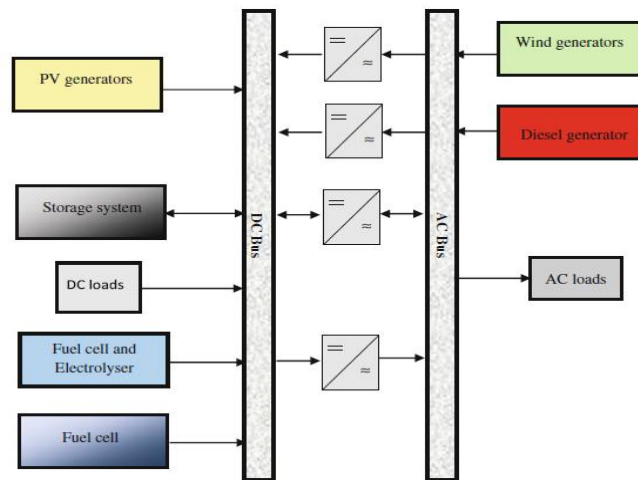 Wind generators
PV generators
Diesel generator
Storage system
DC Bus
AC Bus
DC loads
AC loads
Fuel cell and
Electrolyser
Fuel cell